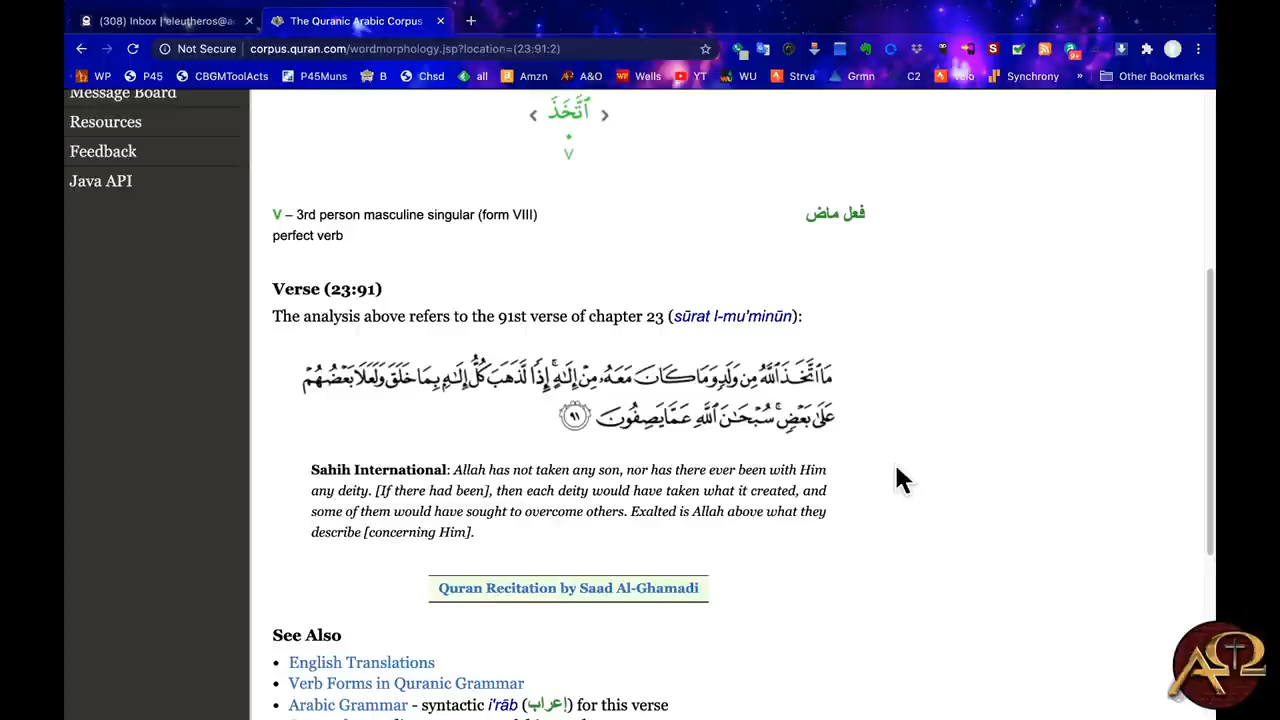 (308) Inbox | eleutheros@a
The Quranic Arabic Corpus
Not Secure
corpus.quran.com/wordmorphology.jsp?location=(23:91:2)
WP P45 CBGMToolActs P45Muns B Chsd all Amzn A&O Wells YT WU Strva Grmn C2 Velo Synchrony » Other Bookmarks
Message Board
Resources
Feedback
Java API
ٱتَّخَذَ
V
V – 3rd person masculine singular (form VIII)
perfect verb
فعل ماض
Verse (23:91)
The analysis above refers to the 91st verse of chapter 23 (sūrat l-mu'minūn):
مَا ٱتَّخَذَ ٱللَّهُ مِن وَلَدٍ وَمَا كَانَ مَعَهُۥ مِنْ إِلَـٰهٍ ۚ إِذًا لَّذَهَبَ كُلُّ إِلَـٰهٍۭ بِمَا خَلَقَ وَلَعَلَا بَعْضُهُمْ
عَلَىٰ بَعْضٍ ۚ سُبْحَـٰنَ ٱللَّهِ عَمَّا يَصِفُونَ ٩١
Sahih International: Allah has not taken any son, nor has there ever been with Him
any deity. [If there had been], then each deity would have taken what it created, and
some of them would have sought to overcome others. Exalted is Allah above what they
describe [concerning Him].
Quran Recitation by Saad Al-Ghamadi
See Also
• English Translations
• Verb Forms in Quranic Grammar
• Arabic Grammar - syntactic i'rāb (إعراب) for this verse
ΑΩ